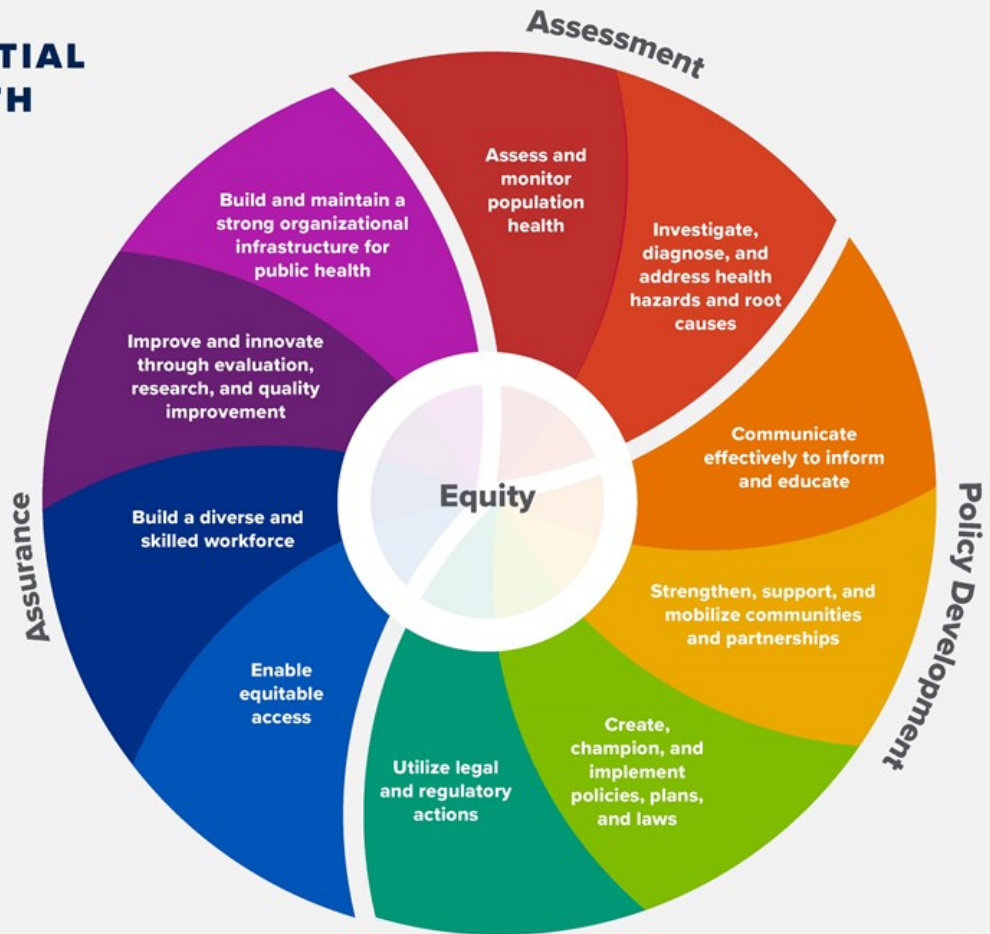 TIAL
TH
Assessment
Assess and
monitor
population
health
Investigate,
diagnose, and
address health
hazards and root
causes
Communicate
effectively to inform
and educate
Strengthen, support, and
mobilize communities
and partnerships
Policy Development
Create,
champion, and
implement
policies, plans,
and laws
Utilize legal
and regulatory
actions
Enable
equitable
access
Build a diverse and
skilled workforce
Assurance
Improve and innovate
through evaluation,
research, and quality
improvement
Build and maintain a
strong organizational
infrastructure for
public health
Equity